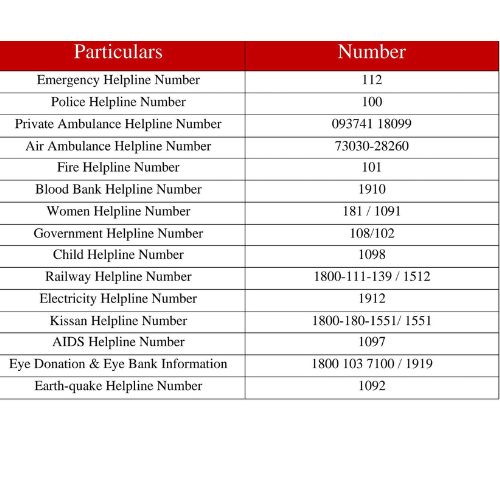 Particulars Number
Emergency Helpline Number 112
Police Helpline Number 100
Private Ambulance Helpline Number 093741 18099
Air Ambulance Helpline Number 73030-28260
Fire Helpline Number 101
Blood Bank Helpline Number 1910
Women Helpline Number 181 / 1091
Government Helpline Number 108/102
Child Helpline Number 1098
Railway Helpline Number 1800-111-139 / 1512
Electricity Helpline Number 1912
Kissan Helpline Number 1800-180-1551/ 1551
AIDS Helpline Number 1097
Eye Donation & Eye Bank Information 1800 103 7100 / 1919
Earth-quake Helpline Number 1092